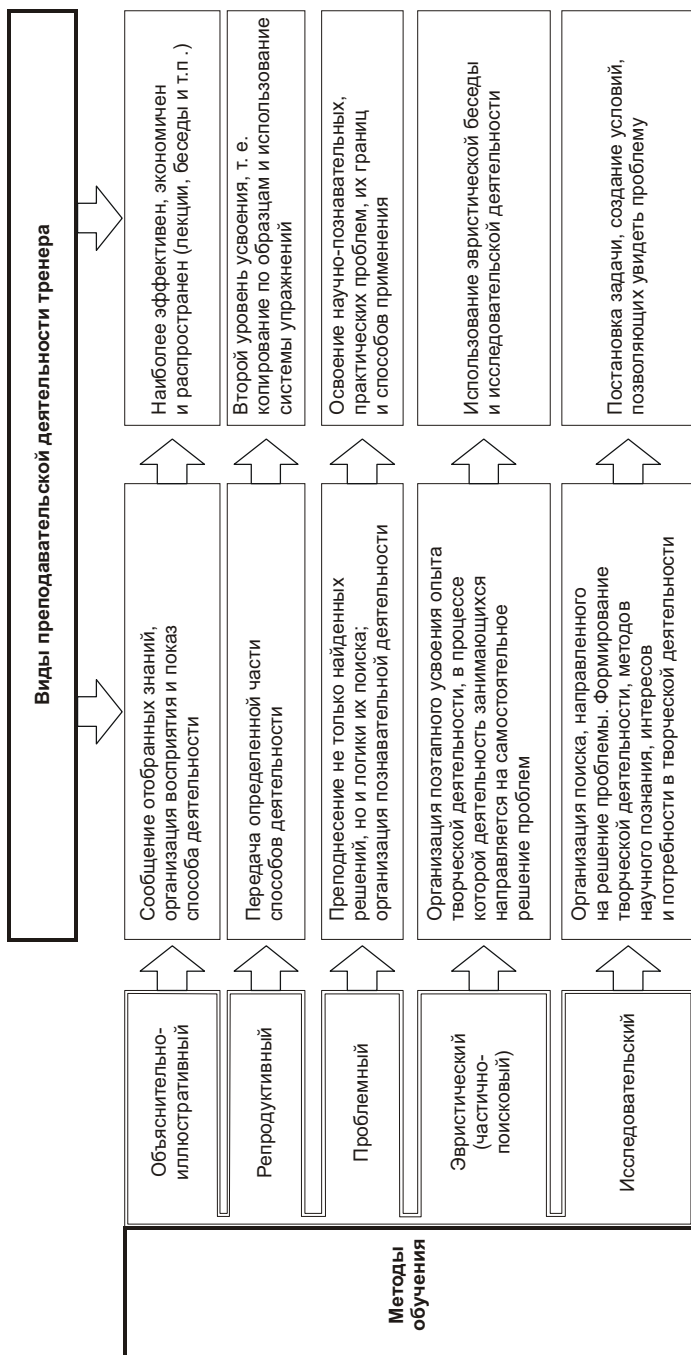 Виды преподавательской деятельности тренера
Методы
обучения
Объяснительно-
иллюстративный
Сообщение отобранных знаний,
организация восприятия и показ
способа деятельности
Наиболее эффективен, экономичен
и распространен (лекции, беседы и т.п .)
Репродуктивный
Передача определенной части
способов деятельности
Второй уровень усвоения, т. е.
копирование по образцам и использование
системы упражнений
Проблемный
Преподнесение не только найденных
решений, но и логики их поиска;
организация познавательной деятельности
Освоение научно-познавательных,
практических проблем, их границ
и способов применения
Эвристический
(частично-
поисковый)
Организация поэтапного усвоения опыта
творческой деятельности, в процессе
которой деятельность занимающихся
направляется на самостоятельное
решение проблем
Использование эвристической беседы
и исследовательской деятельности
Исследовательский
Организация поиска, направленного
на решение проблемы. Формирование
творческой деятельности, методов
научного познания, интересов
и потребности в творческой деятельности
Постановка задачи, создание условий,
позволяющих увидеть проблему